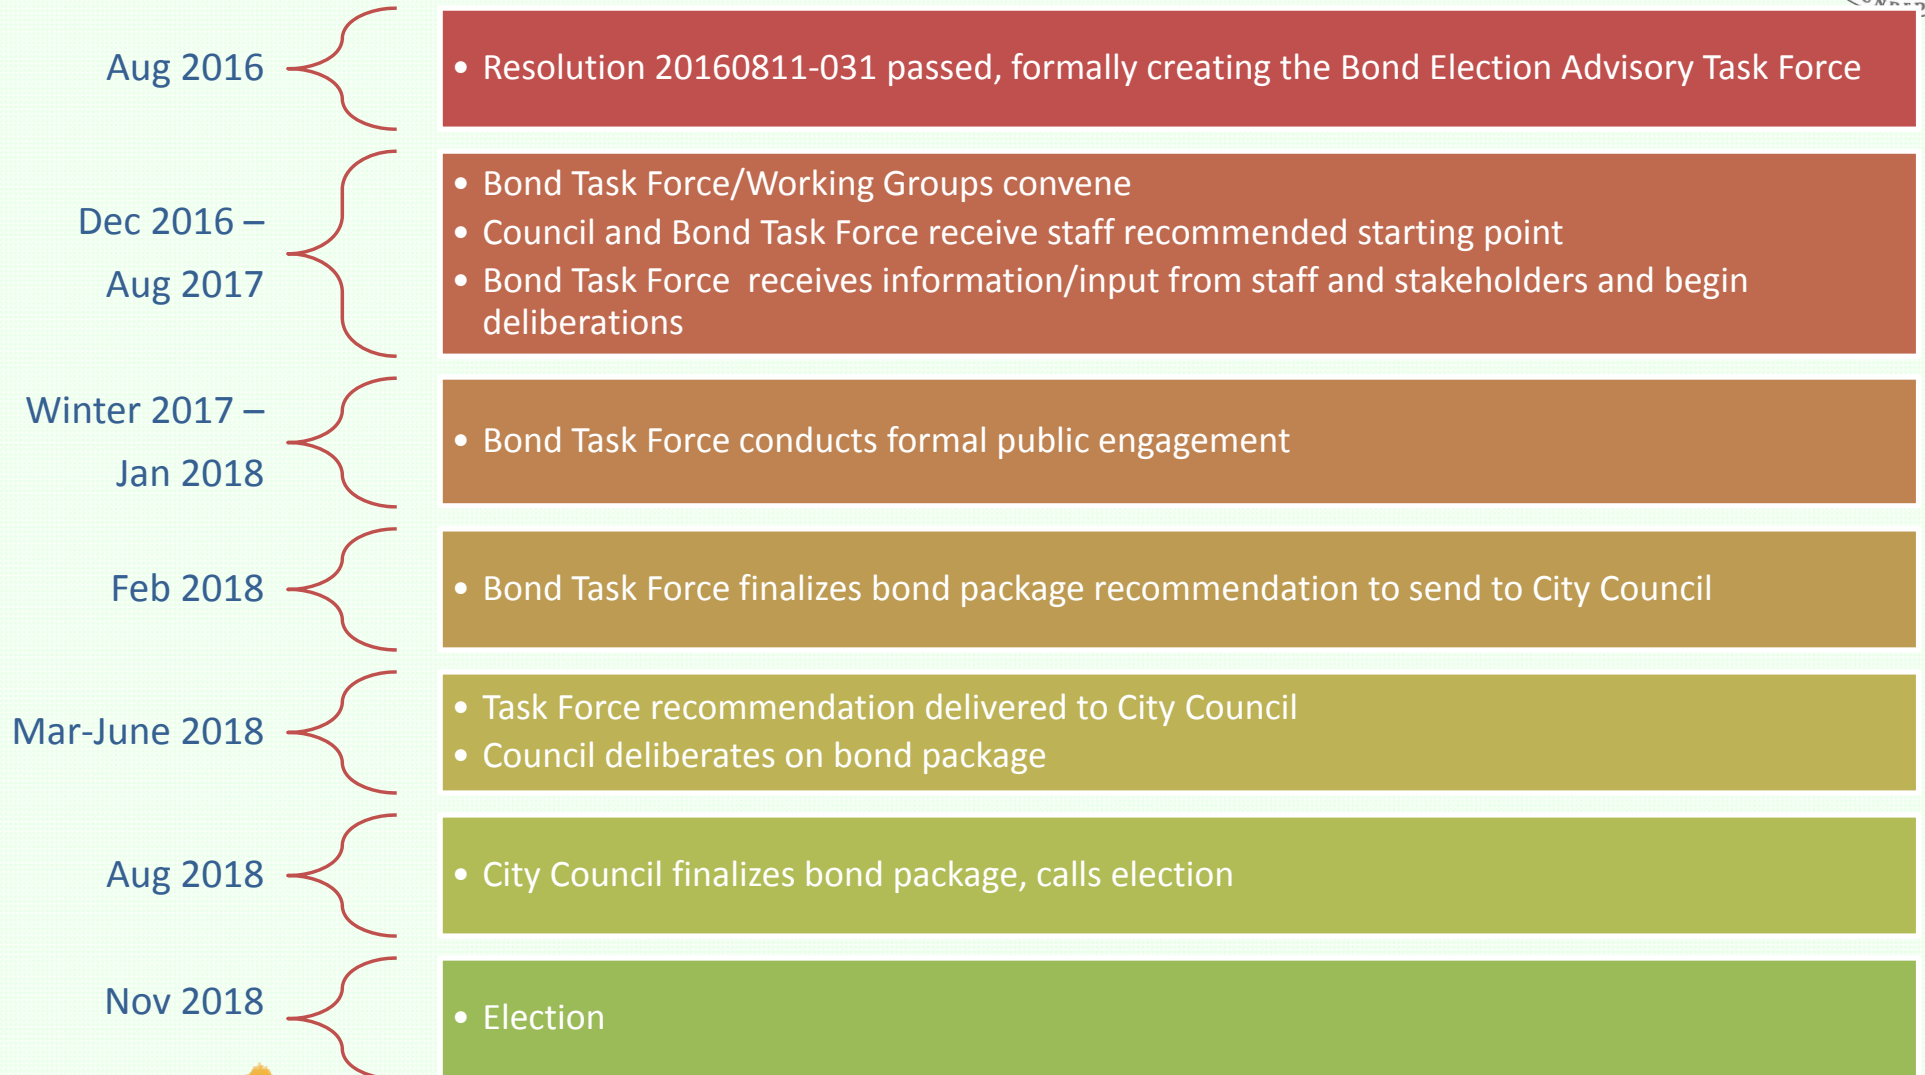 Aug 2016
• Resolution 20160811-031 passed, formally creating the Bond Election Advisory Task Force
Dec 2016 –
Aug 2017
• Bond Task Force/Working Groups convene
• Council and Bond Task Force receive staff recommended starting point
• Bond Task Force  receives information/input from staff and stakeholders and begin
deliberations
Winter 2017 –
Jan 2018
• Bond Task Force conducts formal public engagement
Feb 2018
• Bond Task Force finalizes bond package recommendation to send to City Council
Mar-June 2018
• Task Force recommendation delivered to City Council
• Council deliberates on bond package
Aug 2018
• City Council finalizes bond package, calls election
Nov 2018
• Election